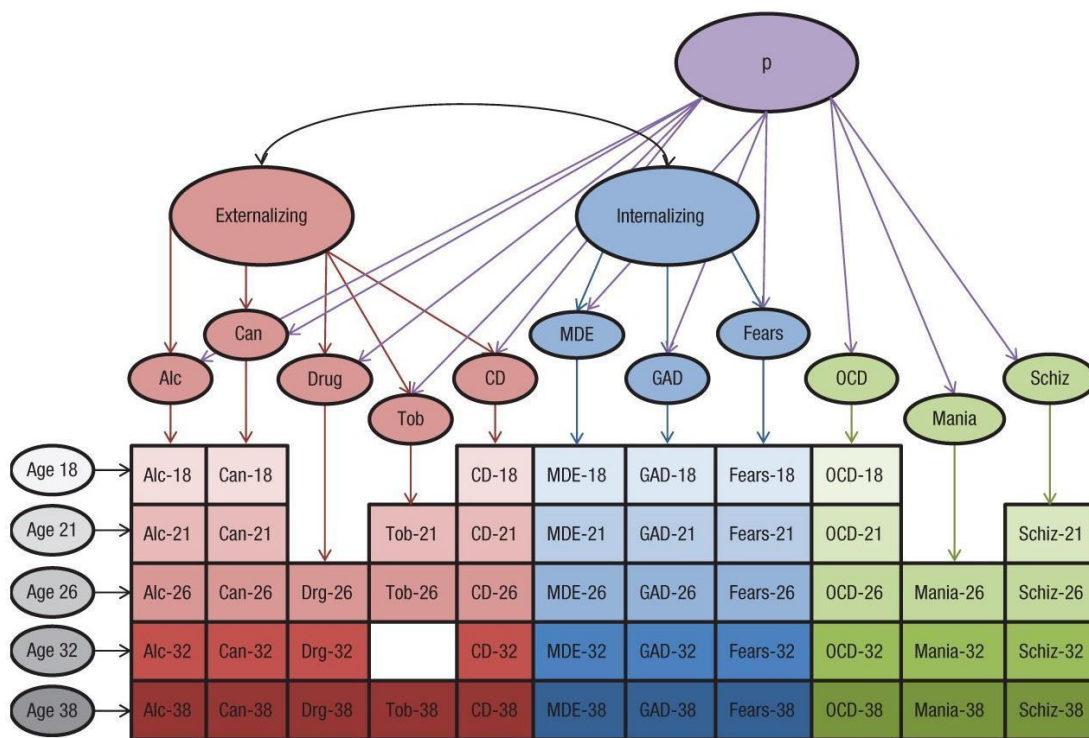 p
Externalizing
Internalizing
Can
MDE
Fears
Alc
Drug
CD
GAD
OCD
Schiz
Tob
Mania
Age 18
Alc-18
Can-18
CD-18
MDE-18
GAD-18
Fears-18
OCD-18
Age 21
Alc-21
Can-21
Tob-21
CD-21
MDE-21
GAD-21
Fears-21
OCD-21
Schiz-21
Age 26
Alc-26
Can-26
Drg-26
Tob-26
CD-26
MDE-26
GAD-26
Fears-26
OCD-26
Mania-26
Schiz-26
Age 32
Alc-32
Can-32
Drg-32
CD-32
MDE-32
GAD-32
Fears-32
OCD-32
Mania-32
Schiz-32
Age 38
Alc-38
Can-38
Drg-38
Tob-38
CD-38
MDE-38
GAD-38
Fears-38
OCD-38
Mania-38
Schiz-38